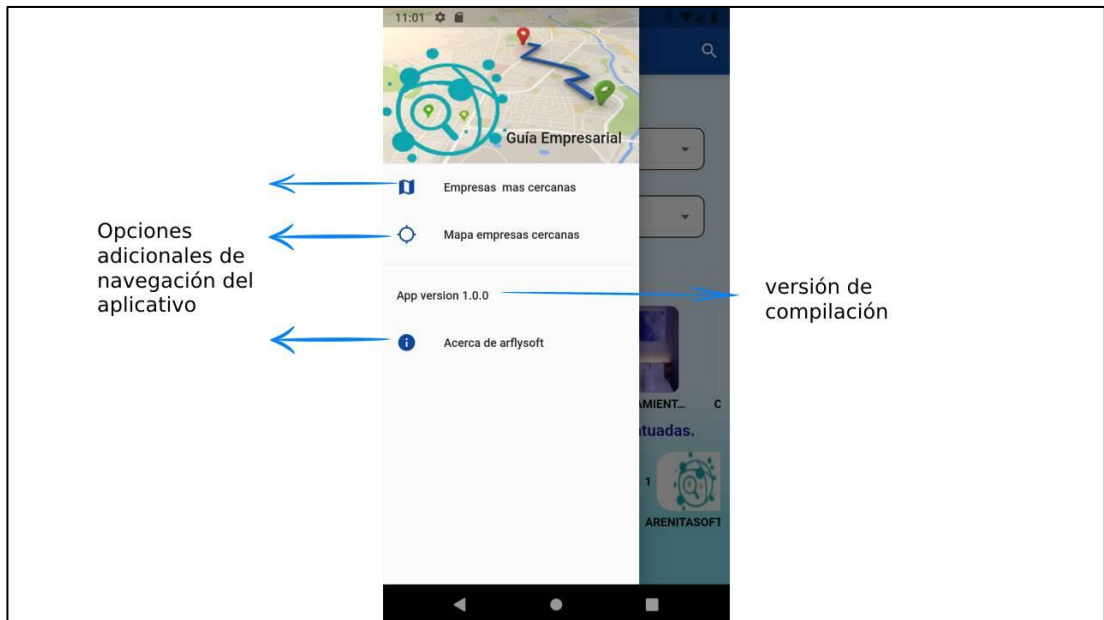 11:01
Guía Empresarial
Empresas mas cercanas
Mapa empresas cercanas
App version 1.0.0
Acerca de arflysoft
Opciones
adicionales de
navegación del
aplicativo
versión de
compilación
AMIENT... C
tuadas.
1
ARENITASOFT